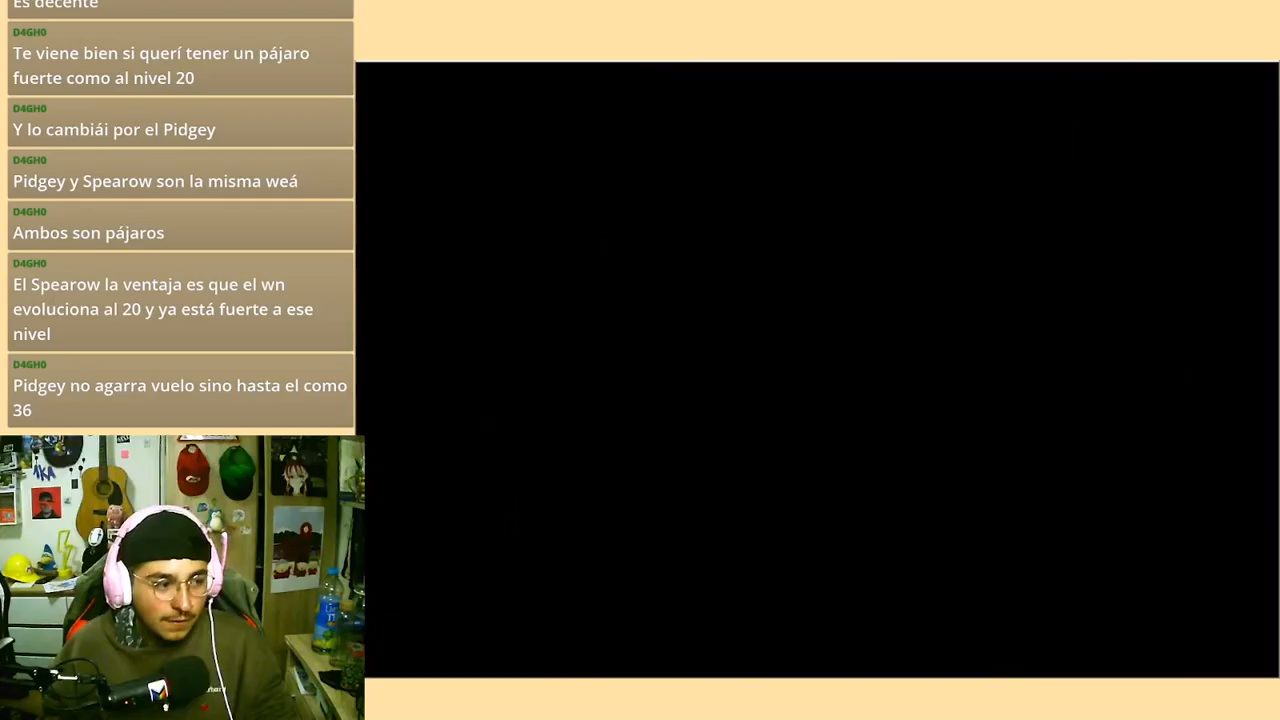 Es decente
D4GH0
Te viene bien si querí tener un pájaro
fuerte como al nivel 20
D4GH0
Y lo cambiái por el Pidgey
D4GH0
Pidgey y Spearow son la misma weá
D4GH0
Ambos son pájaros
D4GH0
El Spearow la ventaja es que el wn
evoluciona al 20 y ya está fuerte a ese
nivel
D4GH0
Pidgey no agarra vuelo sino hasta el como
36